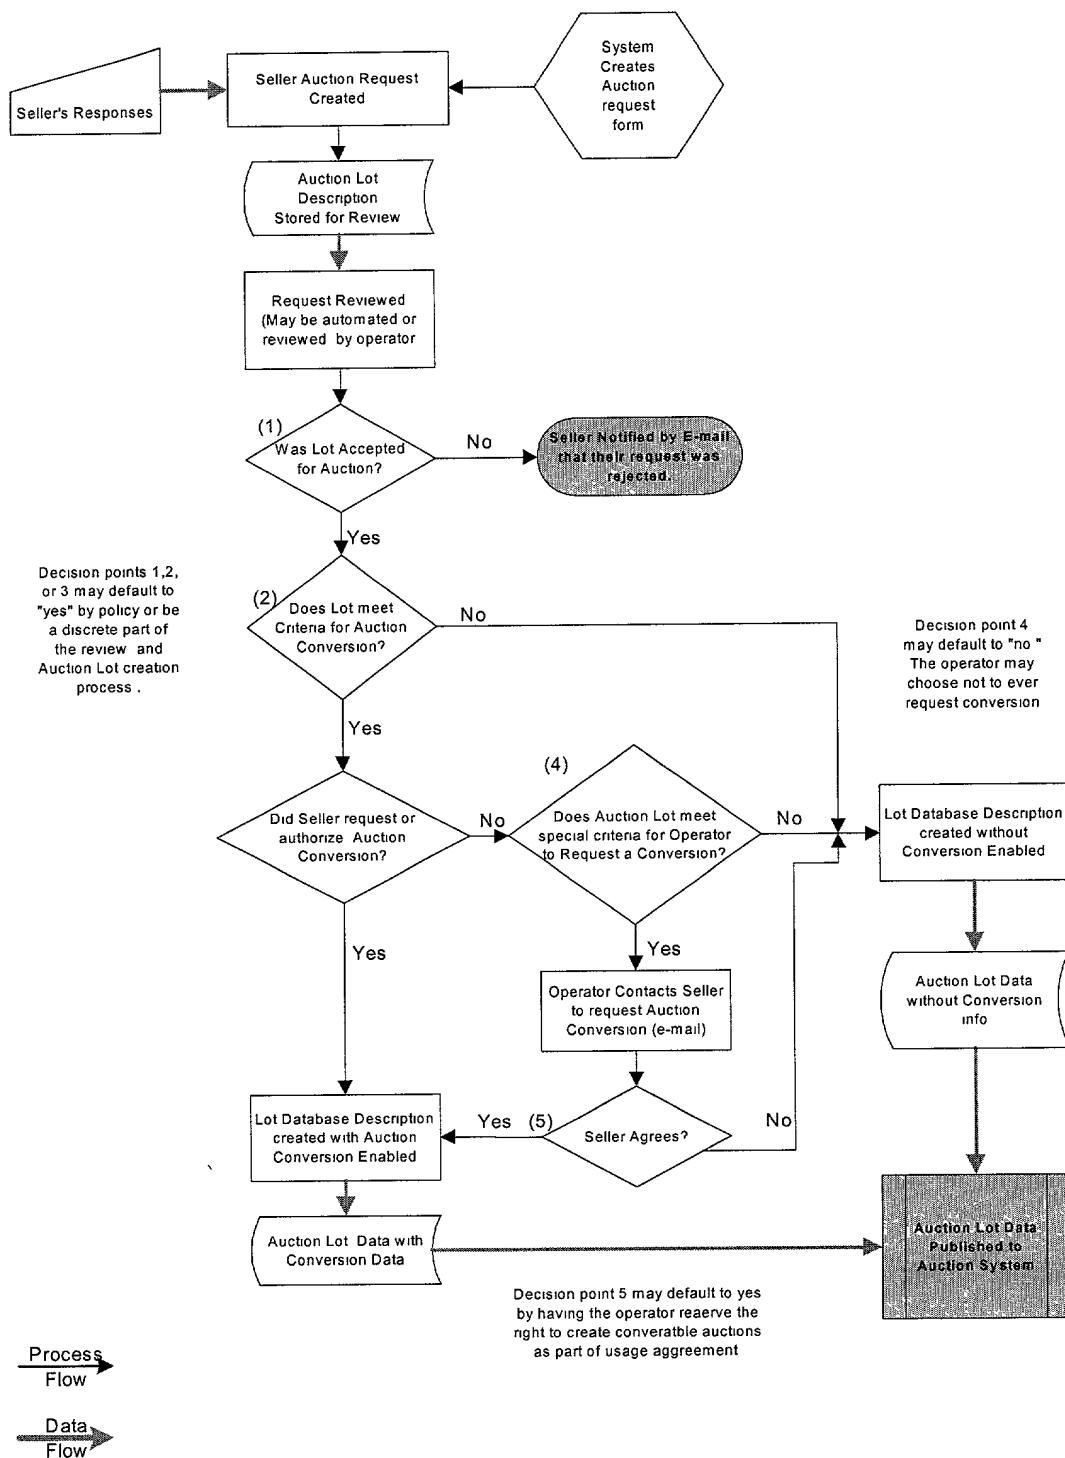 System
Creates
Auction
request
form
Seller Auction Request
Created
Seller's Responses
Auction Lot
Description
Stored for Review
Request Reviewed
(May be automated or
reviewed by operator
(1)
Was Lot Accepted
for Auction?
No
Seller Notified by E-mail
that their request was
rejected.
Yes
Decision points 1,2,
or 3 may default to
"yes" by policy or be
a discrete part of
the review and
Auction Lot creation
process .
(2)
Does Lot meet
Criteria for Auction
Conversion?
No
Decision point 4
may default to "no "
The operator may
choose not to ever
request conversion
Yes
(4)
Did Seller request or
authorize Auction
Conversion?
No
Does Auction Lot meet
special criteria for Operator
to Request a Conversion?
No
Lot Database Description
created without
Conversion Enabled
Yes
Yes
Operator Contacts Seller
to request Auction
Conversion (e-mail)
Auction Lot Data
without Conversion
info
Lot Database Description
created with Auction
Conversion Enabled
Yes
(5)
Seller Agrees?
No
Auction Lot Data with
Conversion Data
Auction Lot Data
Published to
Auction System
Decision point 5 may default to yes
by having the operator reaerve the
right to create converatble auctions
as part of usage aggreement
Process
Flow
Data
Flow